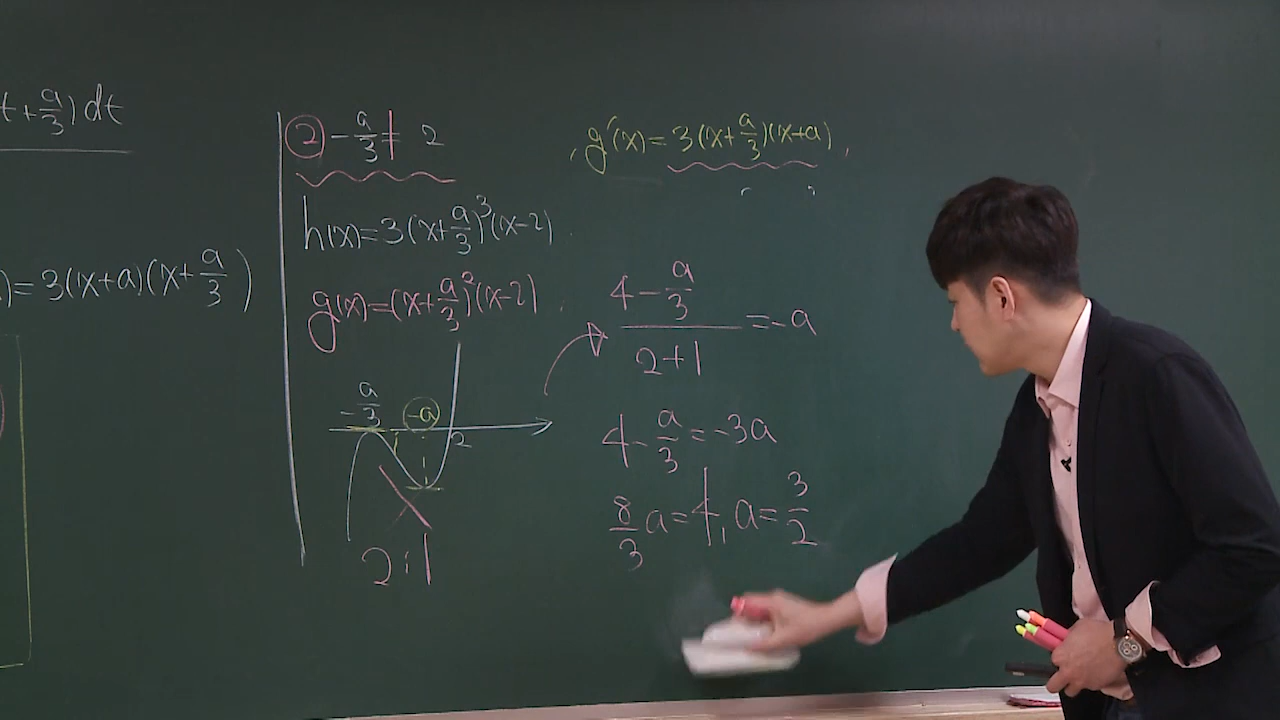 t+a/3)dt
)=3(x+a)(x+a/3)
② -a/3 ≠ 2
h(x)=3(x+a/3)³(x-2)
g(x)=(x+a/3)²(x-2)
-a/3 -a 2
2:1
g'(x)=3(x+a/3)(x+a)
(4-a/3)/(2+1)=-a
4-a/3=-3a
8/3a=4, a=3/2